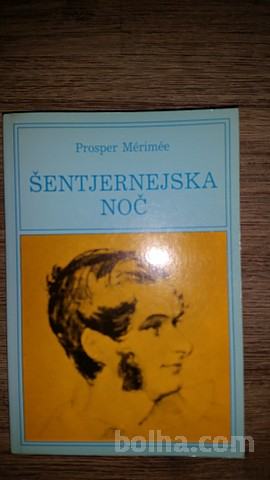 Prosper Mérimée
ŠENTJERNEJSKA
NOČ
bolha.com